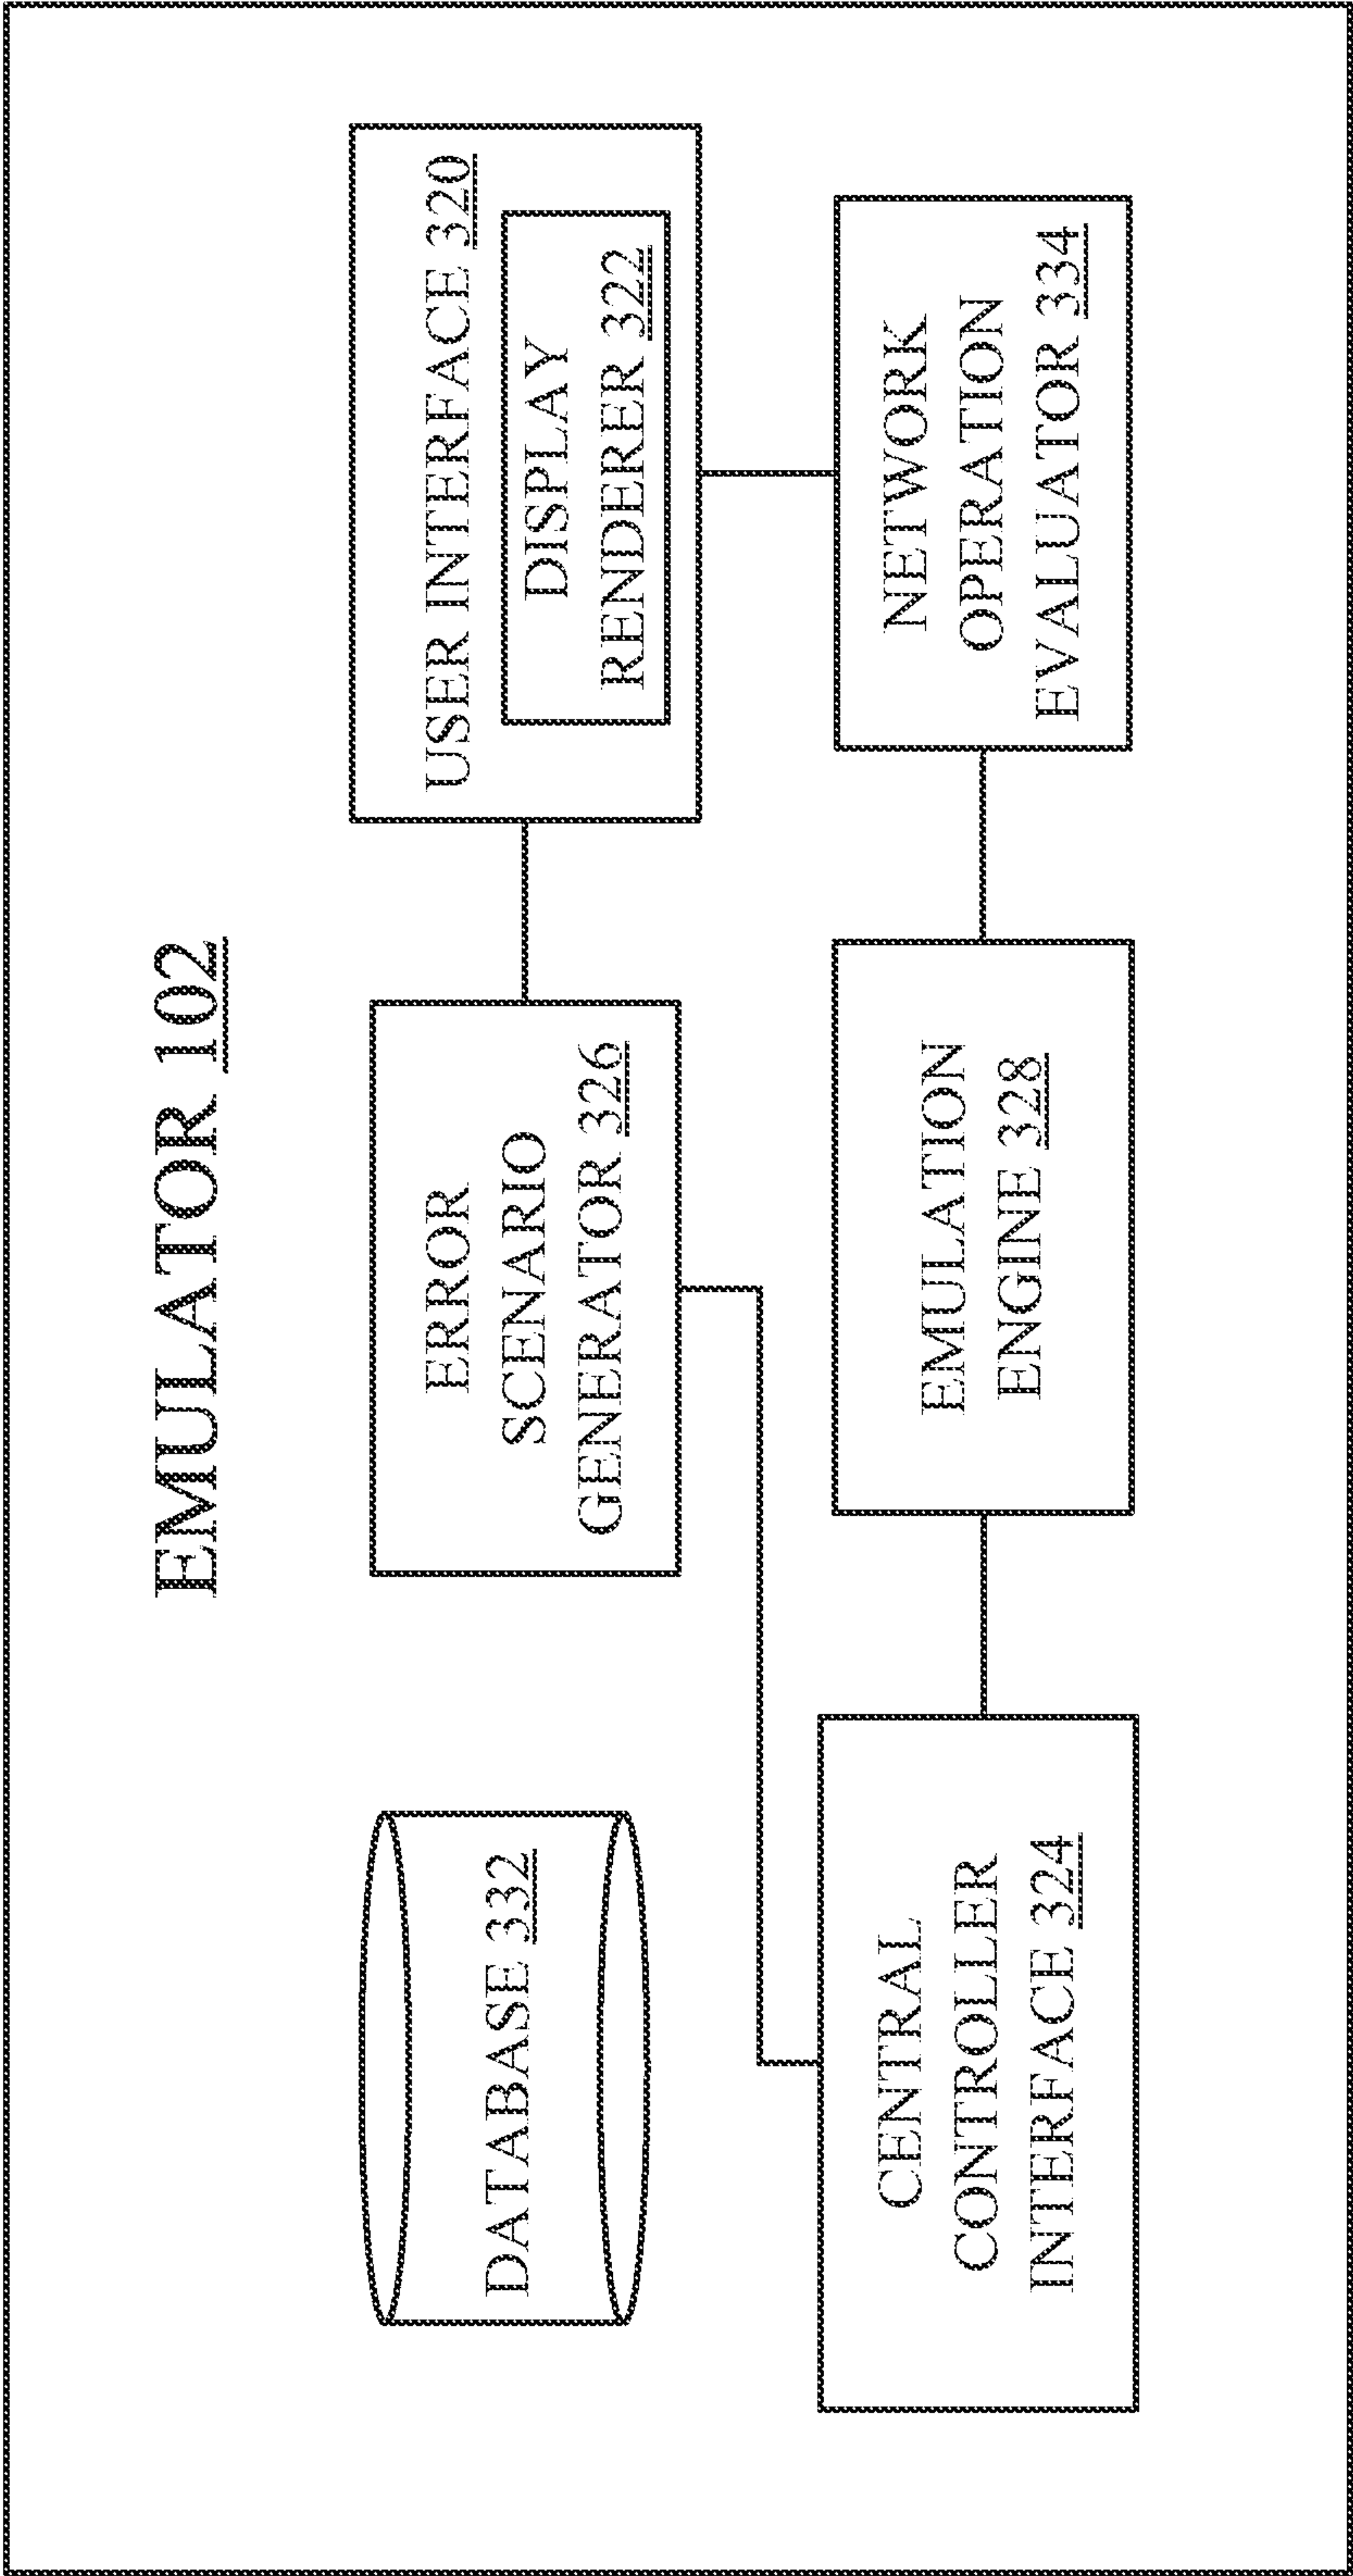 EMULATOR 102
DATABASE 332
ERROR
SCENARIO
GENERATOR 326
USER INTERFACE 320
DISPLAY
RENDERER 322
CENTRAL
CONTROLLER
INTERFACE 324
EMULATION
ENGINE 328
NETWORK
OPERATION
EVALUATOR 334